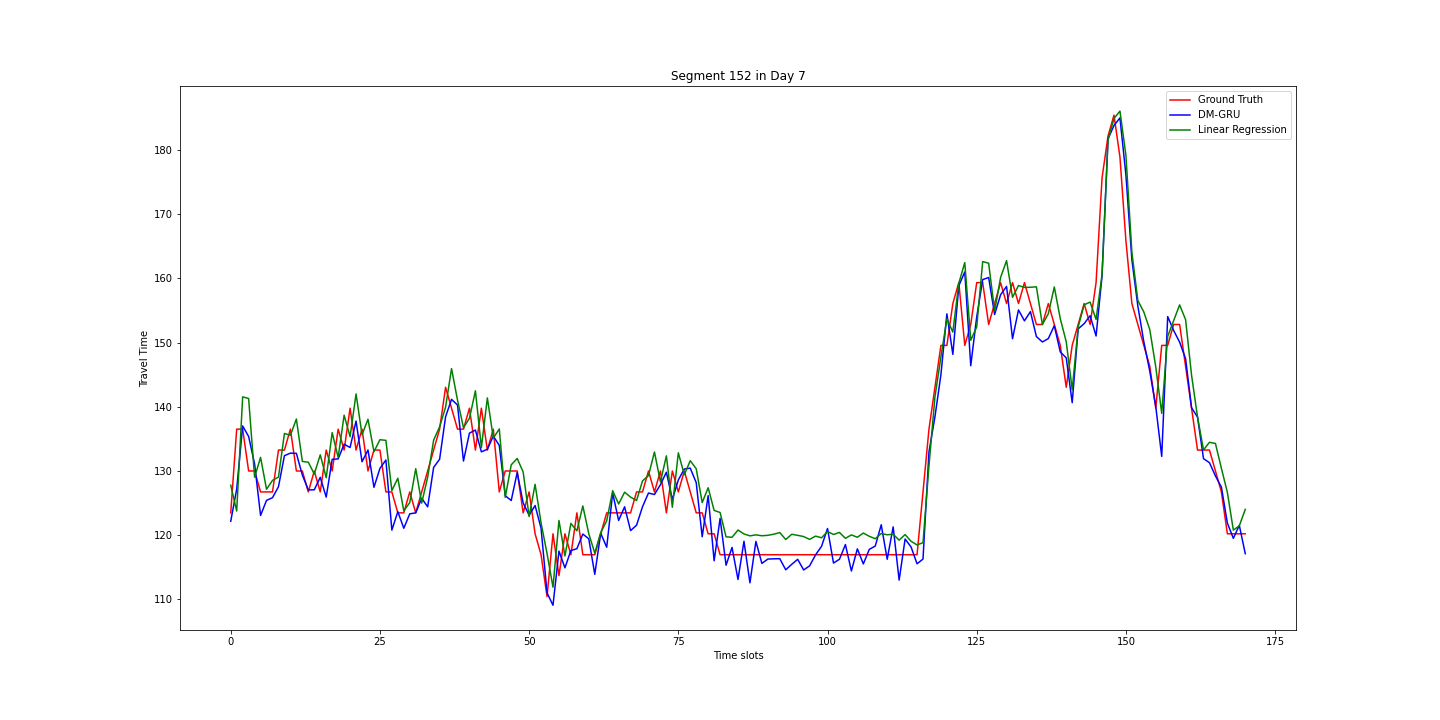 Segment 152 in Day 7
Ground Truth
DM-GRU
Linear Regression
180
170
160
150
140
130
120
110
Travel Time
0 25 50 75 100 125 150 175
Time slots